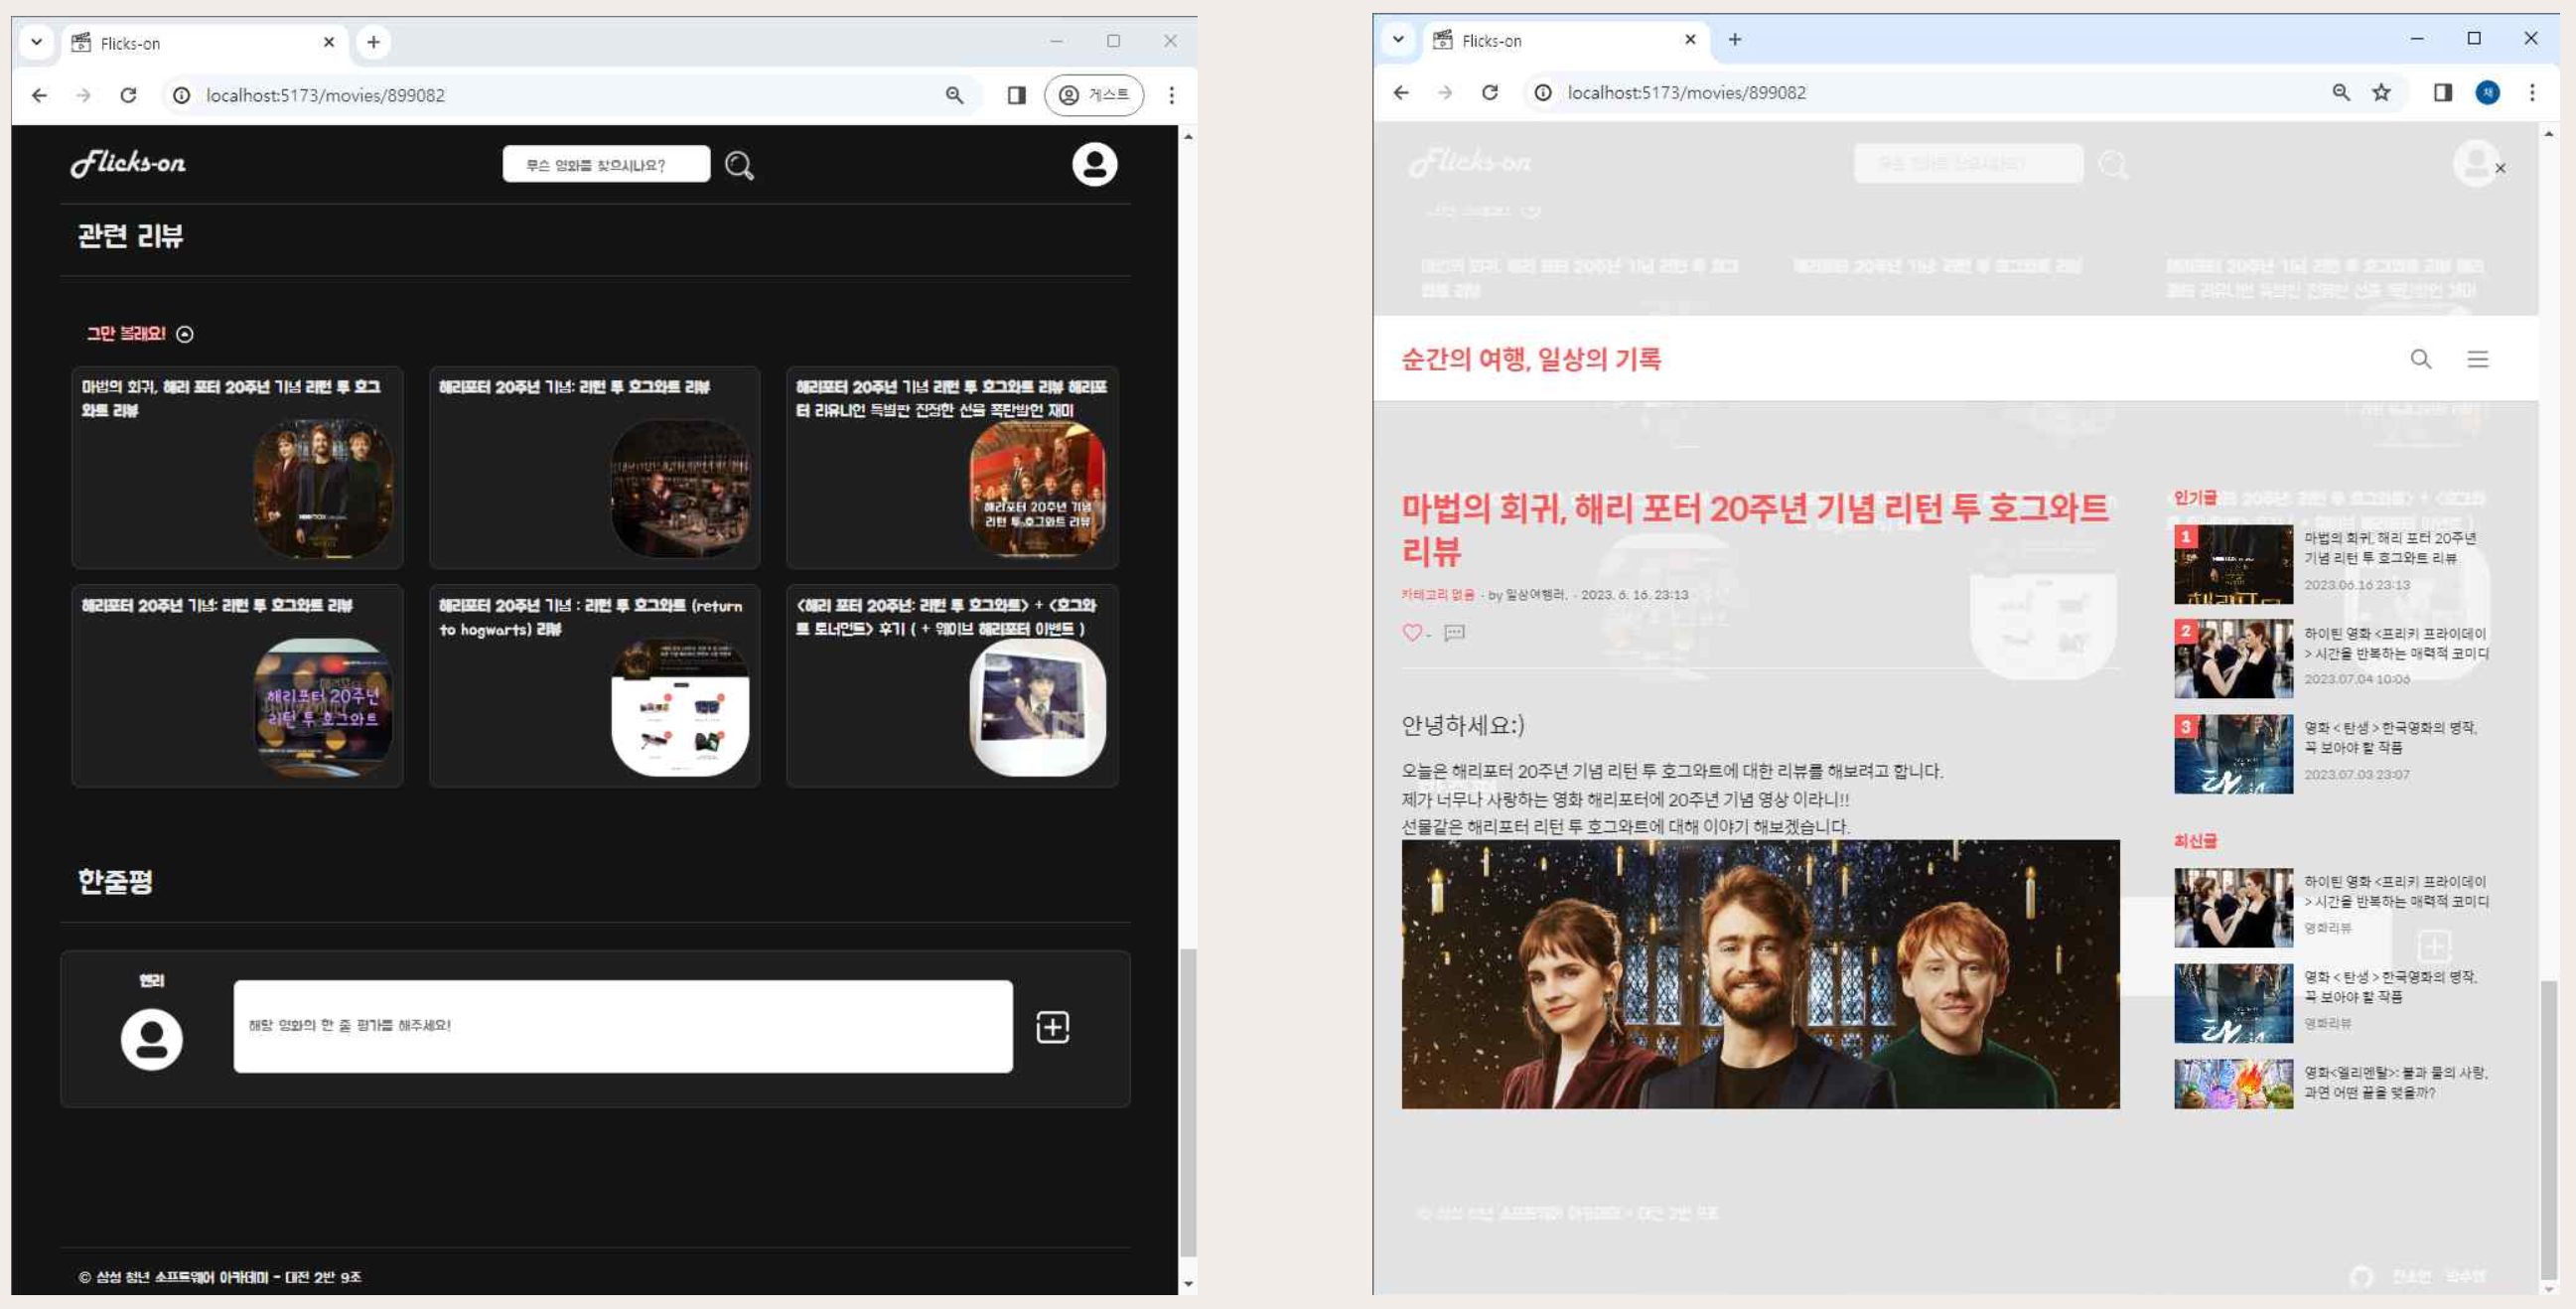 Flicks-on
localhost:5173/movies/899082
게스트
Flicks-on
무슨 영화를 찾으시나요?
관련 리뷰
그만 볼래요!
마법의 회귀, 해리 포터 20주년 기념 리턴 투 호그
와트 리뷰
해리포터 20주년 기념: 리턴 투 호그와트 리뷰
해리포터 20주년 기념 리턴 투 호그와트 리뷰 해리포
터 리유니언 특별판 진정한 선을 폭탄발언 재미
해리포터 20주년 기념
리턴 투 호그와트 리뷰
해리포터 20주년 기념: 리턴 투 호그와트 리뷰
해리포터 20주년
리턴 투 호그와트
해리포터 20주년 기념 : 리턴 투 호그와트 (return
to hogwarts) 리뷰
<해리 포터 20주년: 리턴 투 호그와트> + <호그와
트 토너먼트> 후기 ( + 웨이브 해리포터 이벤트 )
한줄평
헨리
해당 영화의 한 줄 평가를 해주세요!
© 삼성 청년 소프트웨어 아카데미 - 대전 2반 9조
Flicks-on
localhost:5173/movies/899082
채
Flicks-on
순간의 여행, 일상의 기록
마법의 회귀, 해리 포터 20주년 기념 리턴 투 호그와트
리뷰
카테고리 없음 · by 일상여행러. · 2023. 6. 16. 23:13
안녕하세요:)
오늘은 해리포터 20주년 기념 리턴 투 호그와트에 대한 리뷰를 해보려고 합니다.
제가 너무나 사랑하는 영화 해리포터에 20주년 기념 영상 이라니!!
선물같은 해리포터 리턴 투 호그와트에 대해 이야기 해보겠습니다.
인기글
1
마법의 회귀, 해리 포터 20주년
기념 리턴 투 호그와트 리뷰
2023.06.16 23:13
2
하이틴 영화 <프리키 프라이데이
> 시간을 반복하는 매력적 코미디
2023.07.04 10:06
3
영화 < 탄생 > 한국영화의 명작,
꼭 보아야 할 작품
2023.07.03 23:07
최신글
하이틴 영화 <프리키 프라이데이
> 시간을 반복하는 매력적 코미디
영화리뷰
영화 < 탄생 > 한국영화의 명작,
꼭 보아야 할 작품
영화리뷰
영화<엘리멘탈>: 불과 물의 사랑,
과연 어떤 끝을 맺을까?
© 삼성 청년 소프트웨어 아카데미 - 대전 2반 9조